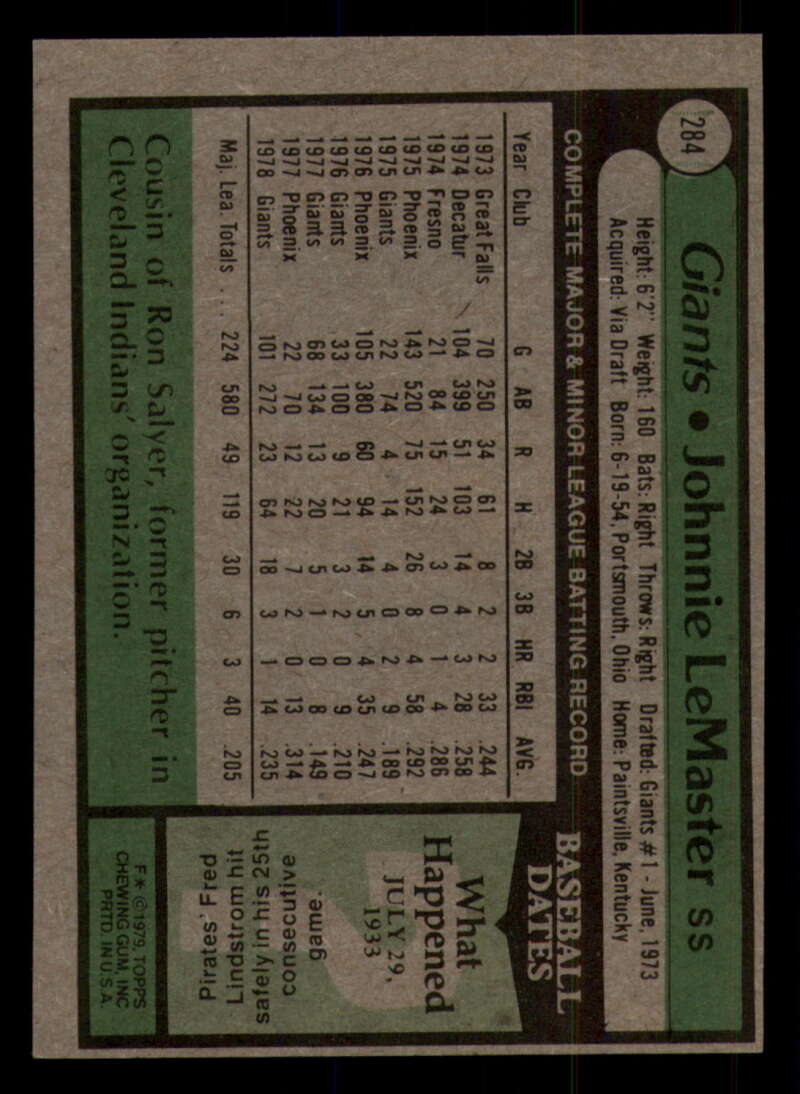 284
Giants • Johnnie LeMaster SS
Height: 6'2" Weight: 160 Bats: Right Throws: Right Drafted: Giants #1 - June, 1973
Acquired: Via Draft Born: 6-19-54, Portsmouth, Ohio Home: Paintsville, Kentucky
COMPLETE MAJOR & MINOR LEAGUE BATTING RECORD
Year Club G AB R H 2B 3B HR RBI AVG.
1973 Great Falls 70 250 34 61 8 2 2 33 .244
1974 Decatur 104 399 51 103 14 4 3 28 .258
1974 Fresno 21 84 15 24 3 0 1 4 .286
1975 Phoenix 143 520 75 152 26 8 4 58 .292
1975 Giants 22 74 4 14 4 0 2 9 .189
1976 Phoenix 105 380 60 94 14 5 4 35 .247
1976 Giants 33 100 9 21 3 2 0 9 .210
1977 Giants 68 134 13 20 5 1 0 8 .149
1977 Phoenix 22 70 12 22 7 2 0 13 .314
1978 Giants 101 272 23 64 18 3 1 14 .235
Maj. Lea. Totals . . . 224 580 49 119 30 6 3 40 .205
Cousin of Ron Salyer, former pitcher in
Cleveland Indians' organization.
BASEBALL
DATES
What
Happened
JULY 29,
1933
Pirates' Fred
Lindstrom hit
safely in his 25th
consecutive
game.
F* ©1979, TOPPS
CHEWING GUM, INC
PRTD. IN U.S.A.